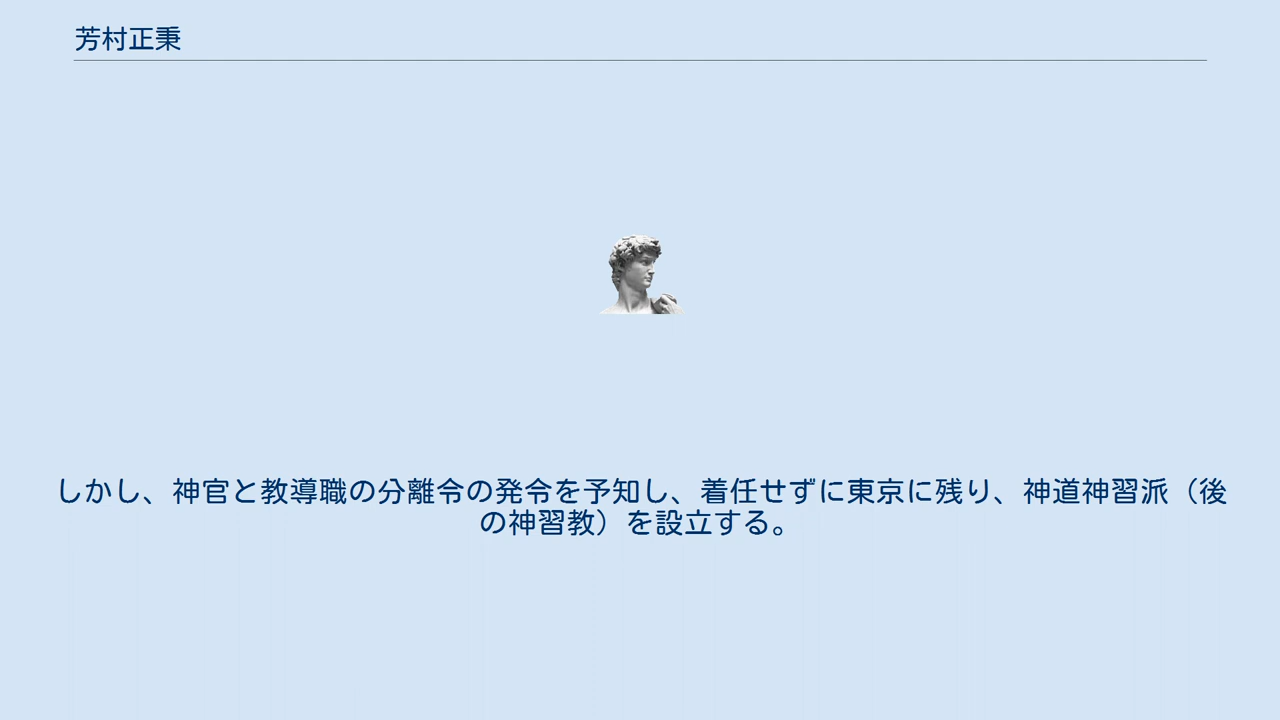 芳村正秉
しかし、神官と教導職の分離令の発令を予知し、着任せずに東京に残り、神道神習派（後
の神習教）を設立する。